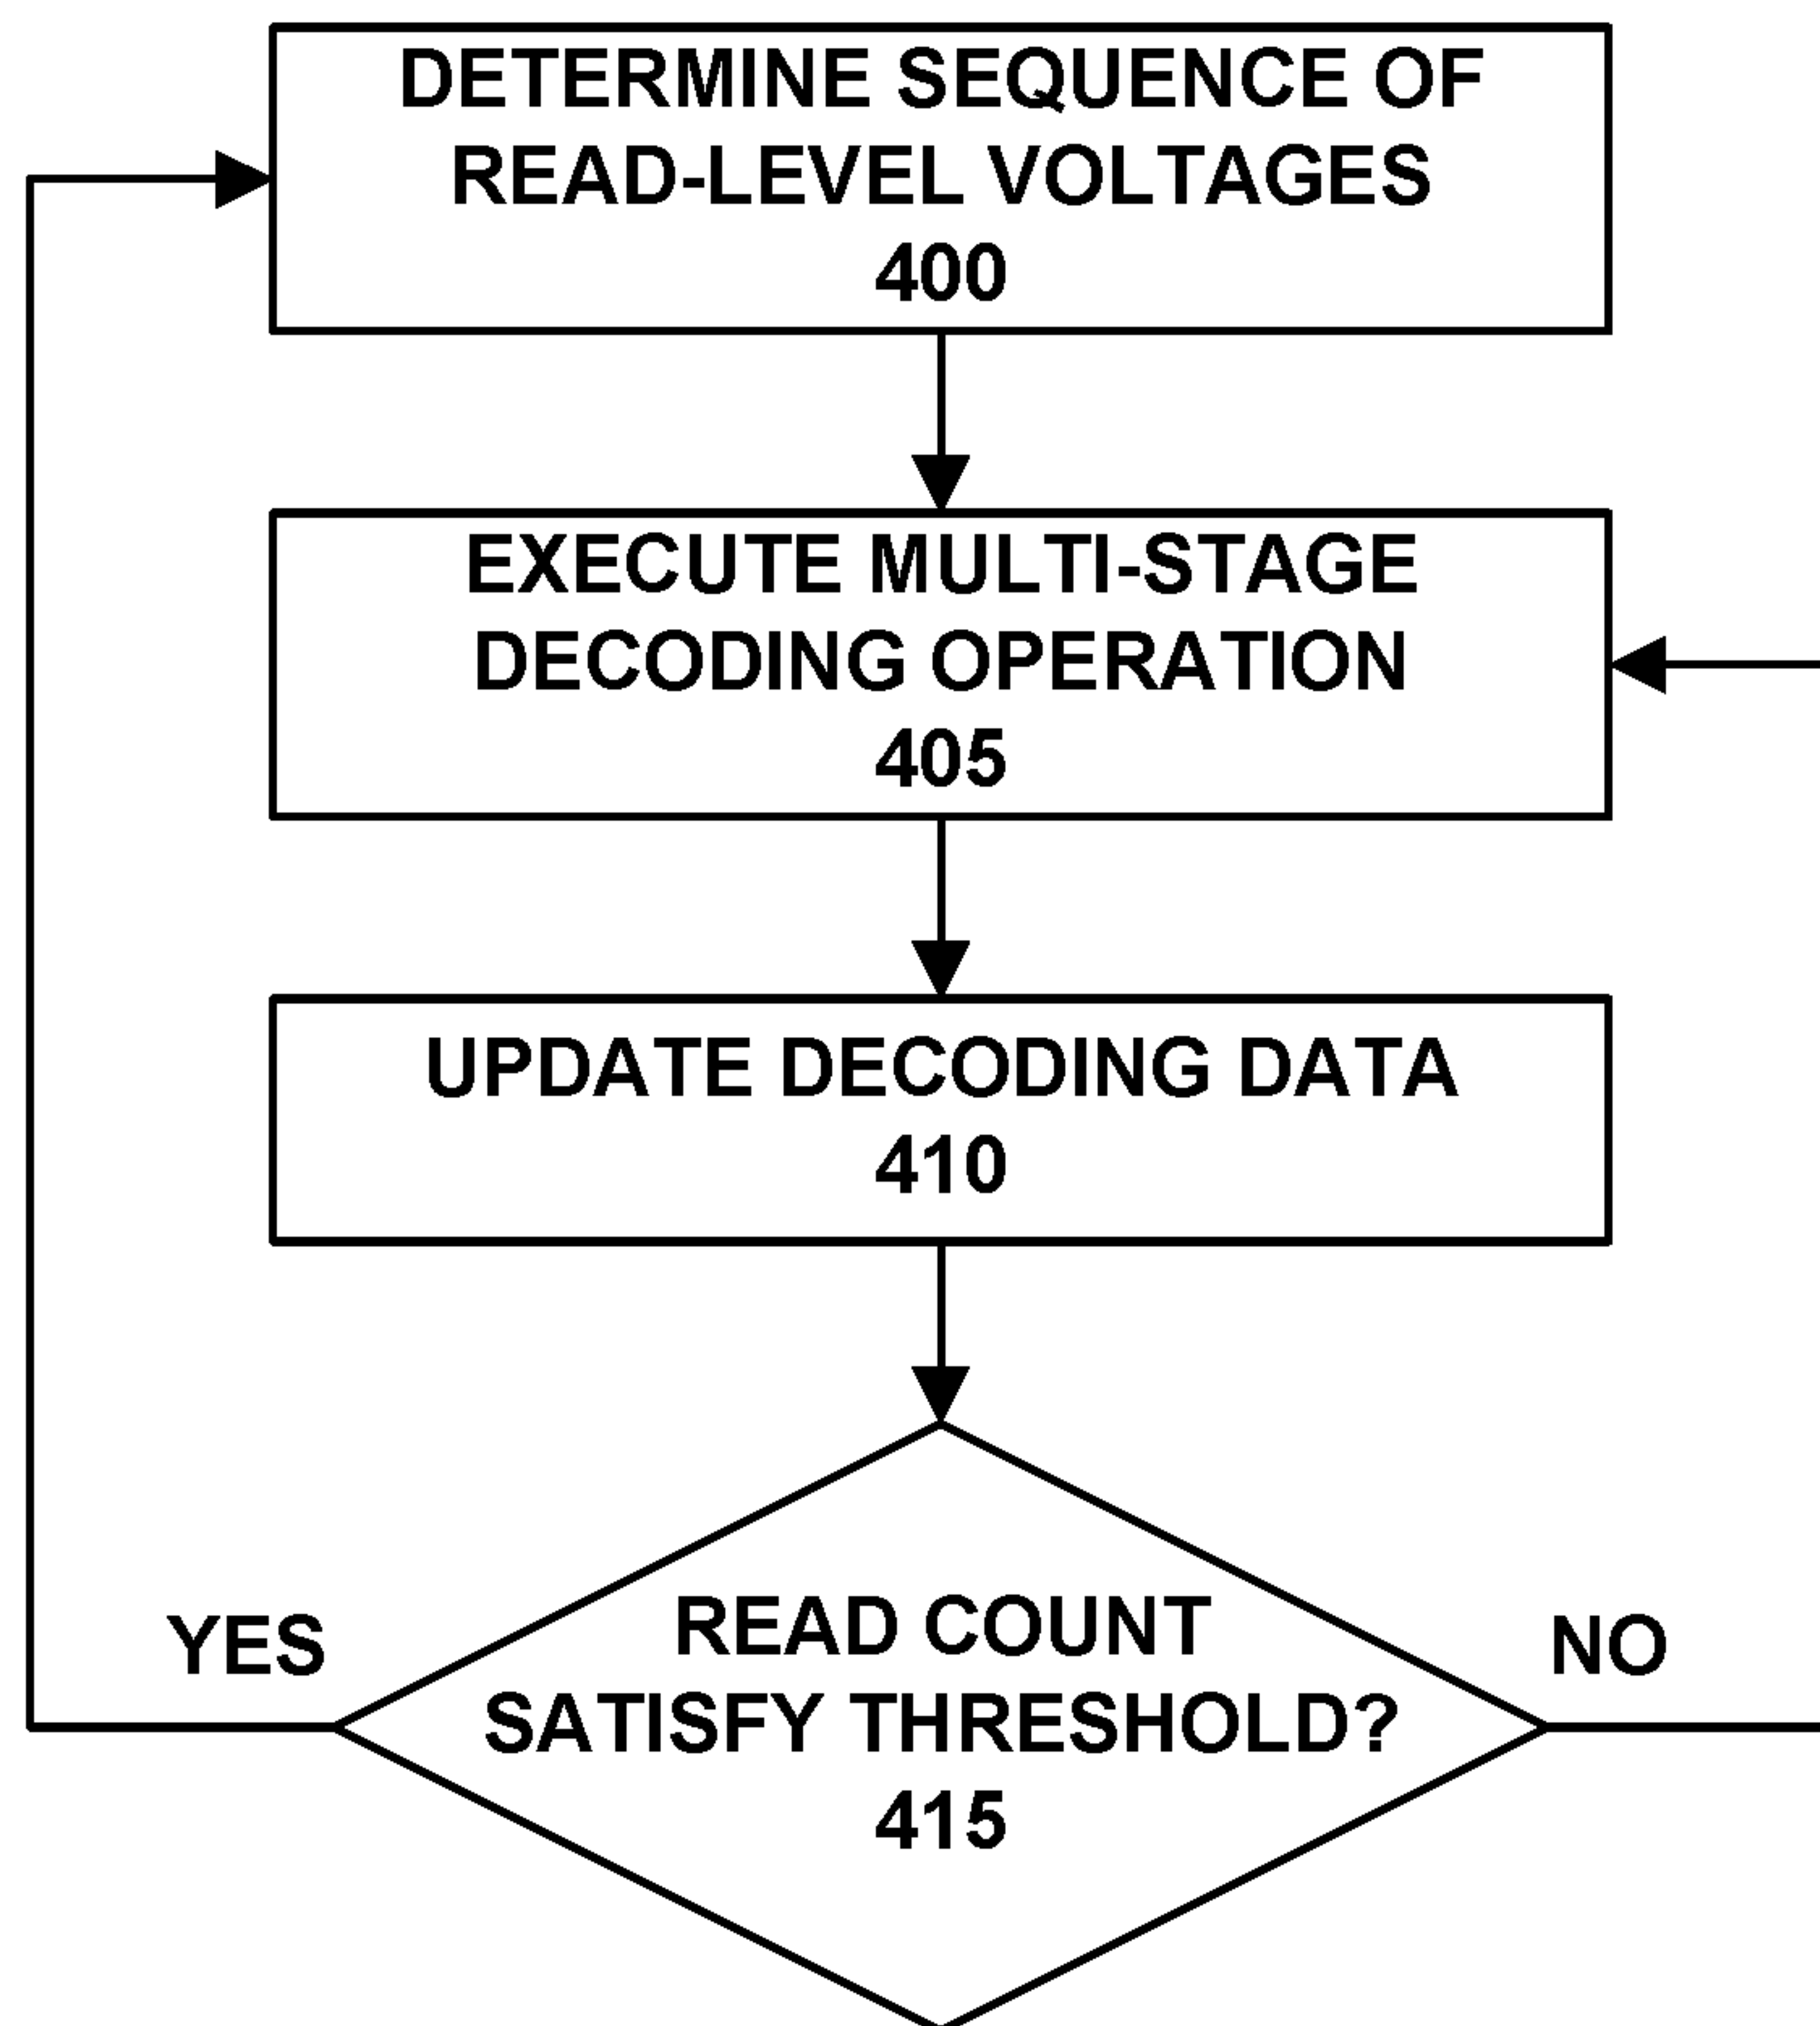 DETERMINE SEQUENCE OF
READ-LEVEL VOLTAGES
400
EXECUTE MULTI-STAGE
DECODING OPERATION
405
UPDATE DECODING DATA
410
YES
READ COUNT
NO
SATISFY THRESHOLD?
415